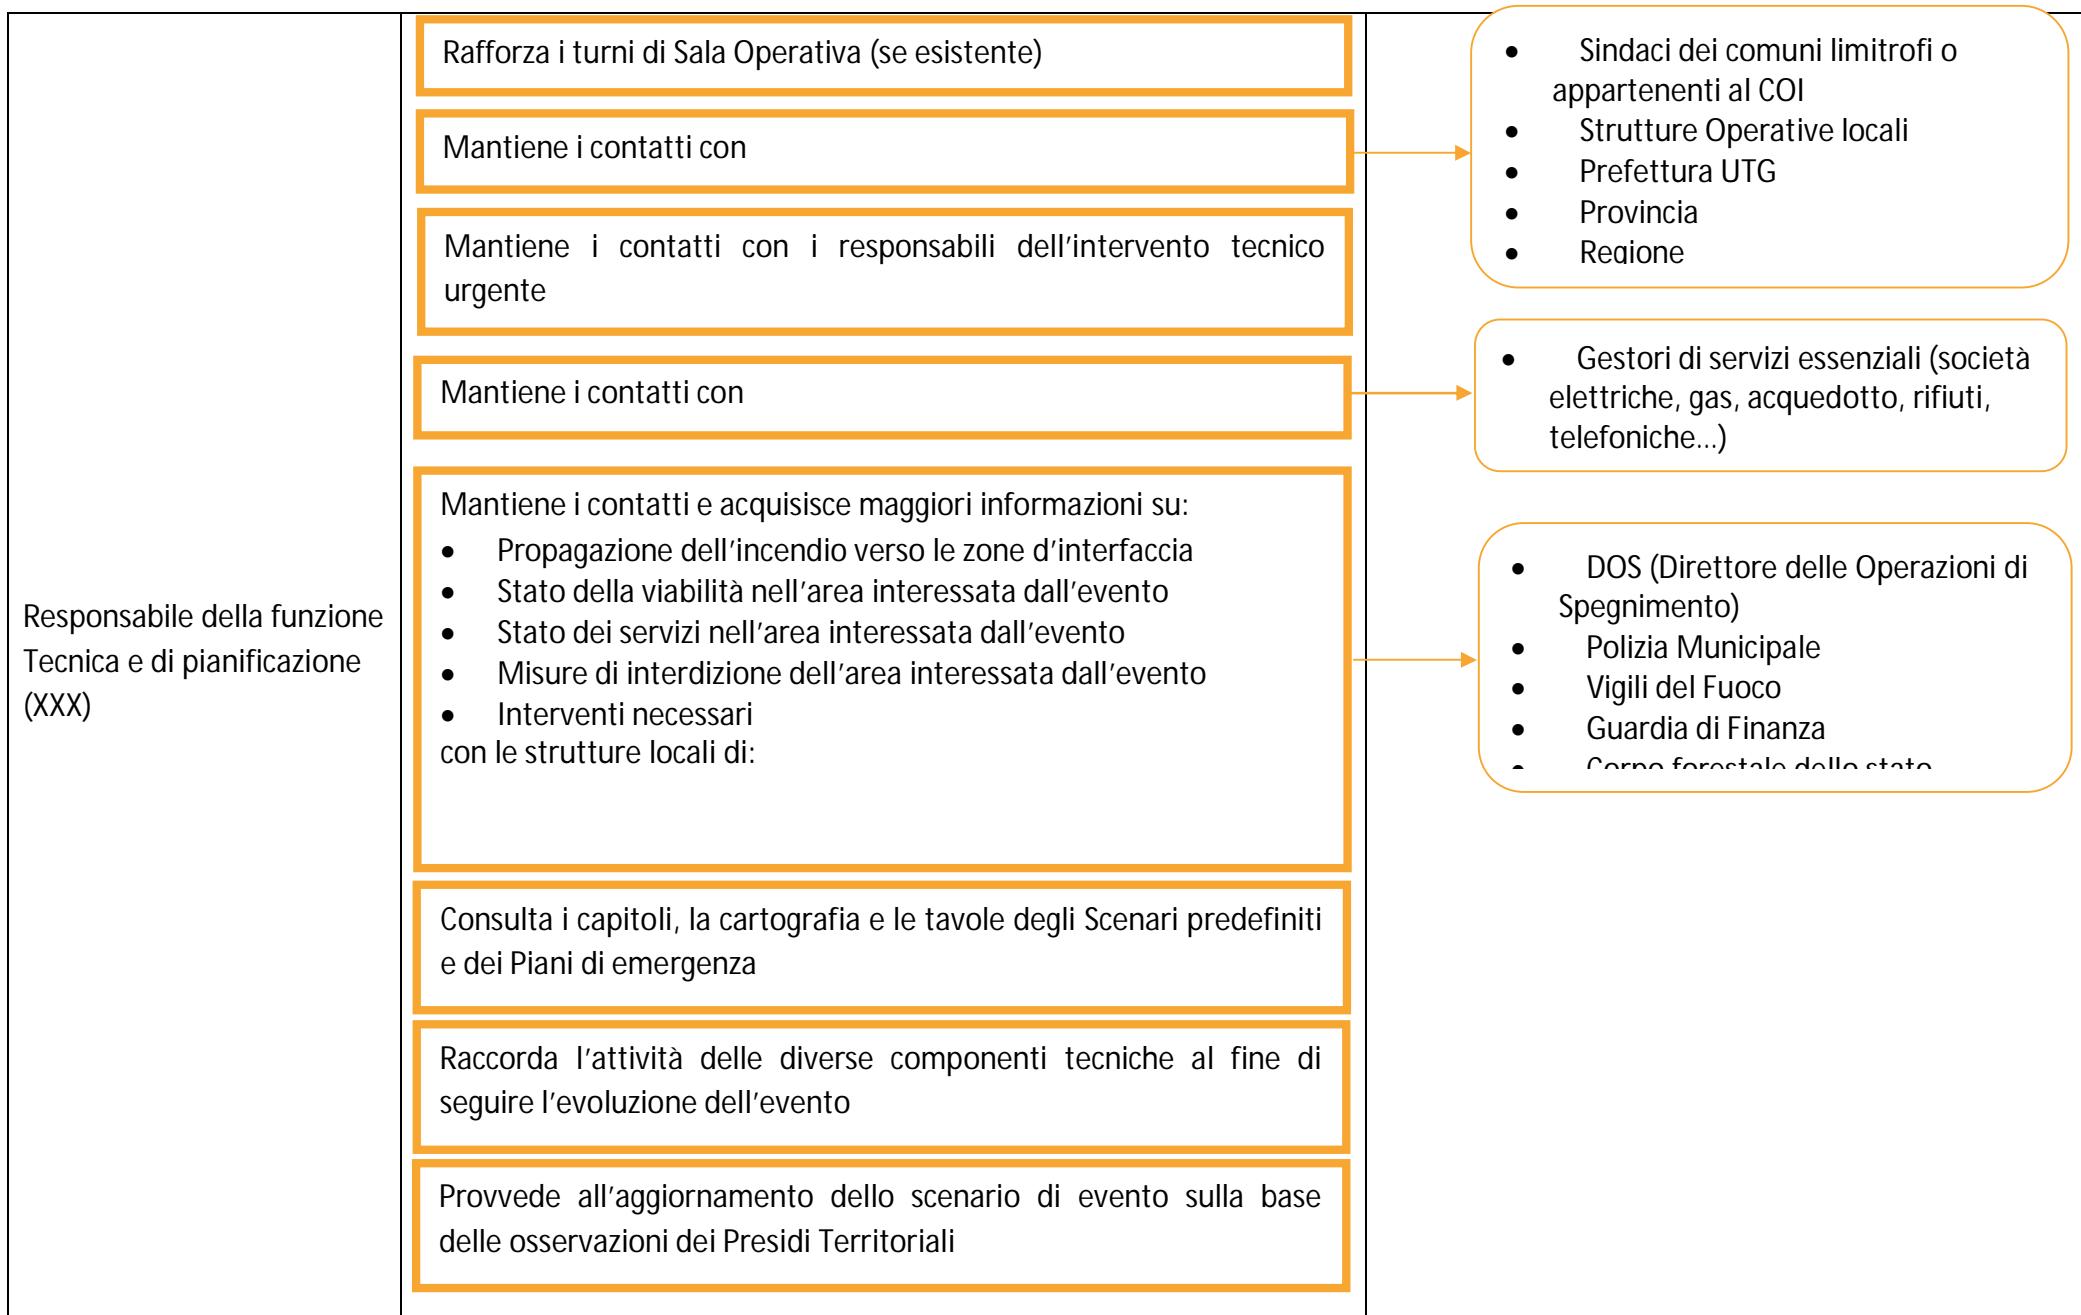 Responsabile della funzione
Tecnica e di pianificazione
(XXX)
Rafforza i turni di Sala Operativa (se esistente)
Mantiene i contatti con
• Sindaci dei comuni limitrofi o
appartenenti al COI
• Strutture Operative locali
• Prefettura UTG
• Provincia
• Regione
Mantiene i contatti con i responsabili dell'intervento tecnico
urgente
Mantiene i contatti con
• Gestori di servizi essenziali (società
elettriche, gas, acquedotto, rifiuti,
telefoniche...)
Mantiene i contatti e acquisisce maggiori informazioni su:
• Propagazione dell'incendio verso le zone d'interfaccia
• Stato della viabilità nell'area interessata dall'evento
• Stato dei servizi nell'area interessata dall'evento
• Misure di interdizione dell'area interessata dall'evento
• Interventi necessari
con le strutture locali di:
• DOS (Direttore delle Operazioni di
Spegnimento)
• Polizia Municipale
• Vigili del Fuoco
• Guardia di Finanza
• Corpo forestale dello stato
Consulta i capitoli, la cartografia e le tavole degli Scenari predefiniti
e dei Piani di emergenza
Raccorda l'attività delle diverse componenti tecniche al fine di
seguire l'evoluzione dell'evento
Provvede all'aggiornamento dello scenario di evento sulla base
delle osservazioni dei Presidi Territoriali